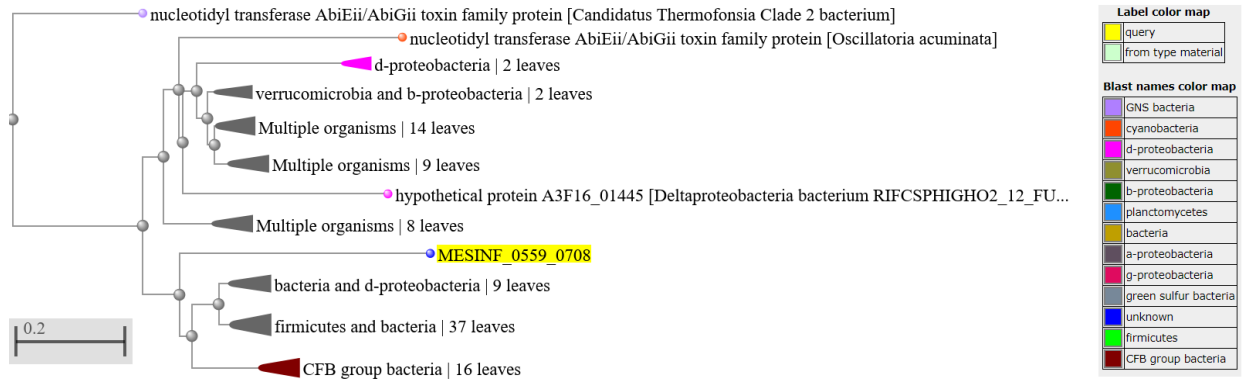 nucleotidyl transferase AbiEii/AbiGii toxin family protein [Candidatus Thermofonsia Clade 2 bacterium]
nucleotidyl transferase AbiEii/AbiGii toxin family protein [Oscillatoria acuminata]
d-proteobacteria | 2 leaves
verrucomicrobia and b-proteobacteria | 2 leaves
Multiple organisms | 14 leaves
Multiple organisms | 9 leaves
hypothetical protein A3F16_01445 [Deltaproteobacteria bacterium RIFCSPHIGHO2_12_FU...
Multiple organisms | 8 leaves
MESINF_0559_0708
bacteria and d-proteobacteria | 9 leaves
firmicutes and bacteria | 37 leaves
CFB group bacteria | 16 leaves
0.2
Label color map
query
from type material
Blast names color map
GNS bacteria
cyanobacteria
d-proteobacteria
verrucomicrobia
b-proteobacteria
planctomycetes
bacteria
a-proteobacteria
g-proteobacteria
green sulfur bacteria
unknown
firmicutes
CFB group bacteria